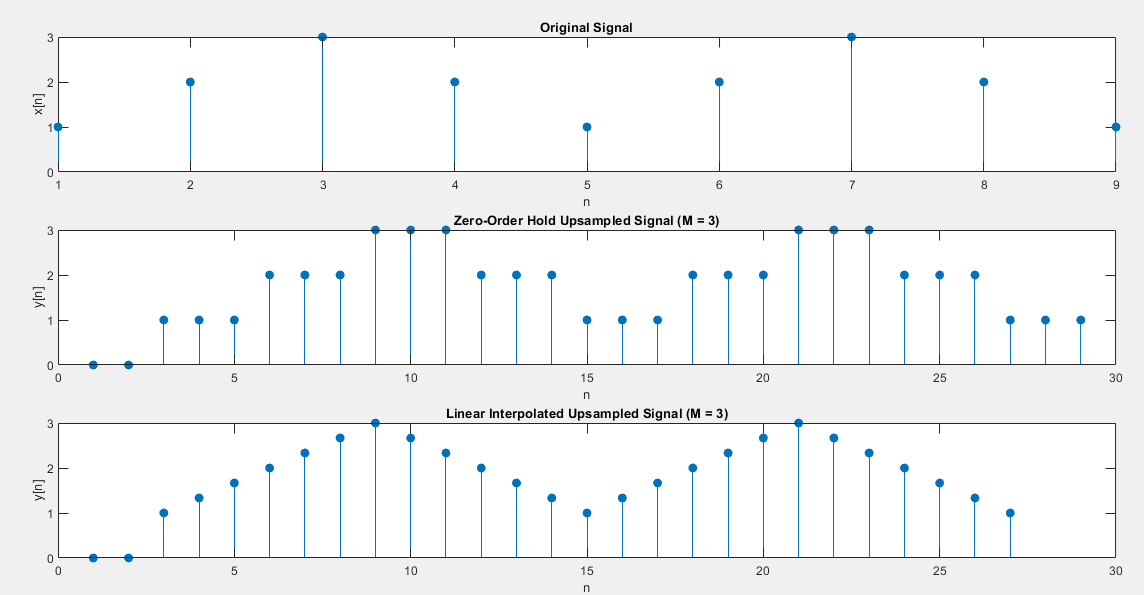 Original Signal
3
2
1
0
x[n]
1 2 3 4 5 6 7 8 9
n
Zero-Order Hold Upsampled Signal (M = 3)
3
2
1
0
y[n]
0 5 10 15 20 25 30
n
Linear Interpolated Upsampled Signal (M = 3)
3
2
1
0
y[n]
0 5 10 15 20 25 30
n